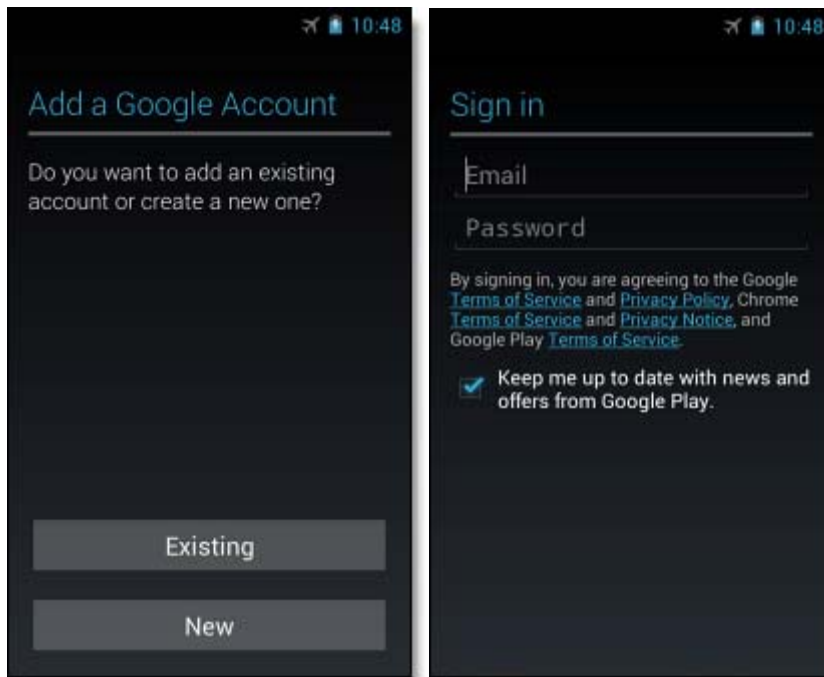 10:48
Add a Google Account
Do you want to add an existing
account or create a new one?
Existing
New
10:48
Sign in
Email
Password
By signing in, you are agreeing to the Google
Terms of Service and Privacy Policy, Chrome
Terms of Service and Privacy Notice, and
Google Play Terms of Service.
Keep me up to date with news and
offers from Google Play.